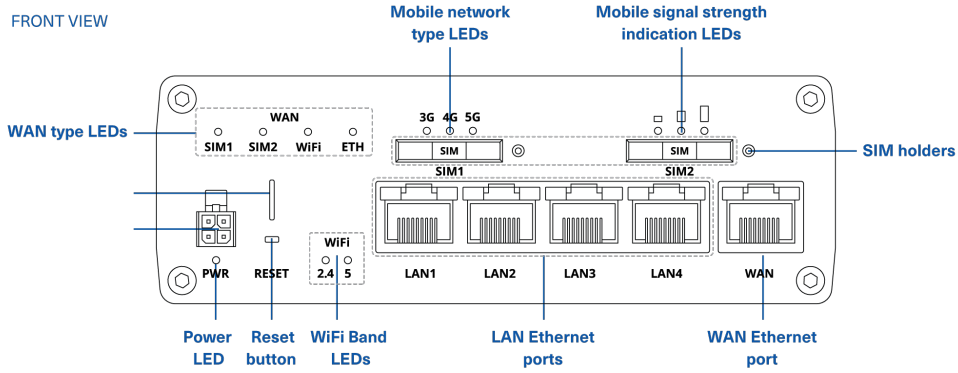 FRONT VIEW
Mobile network
type LEDs
Mobile signal strength
indication LEDs
WAN type LEDs
WAN
SIM1 SIM2 WiFi ETH
3G 4G 5G
SIM
SIM1
SIM
SIM2
SIM holders
WiFi
2.4 5
PWR
RESET
LAN1 LAN2 LAN3 LAN4 WAN
Power
LED
Reset
button
WiFi Band
LEDs
LAN Ethernet
ports
WAN Ethernet
port